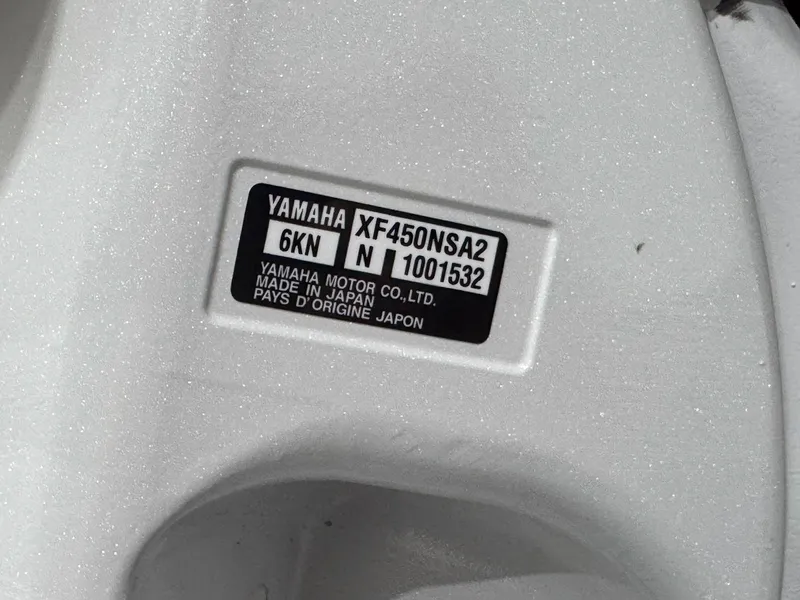 YAMAHA XF450NSA2
6KN N 1001532
YAMAHA MOTOR CO.,LTD.
MADE IN JAPAN
PAYS D'ORIGINE JAPON